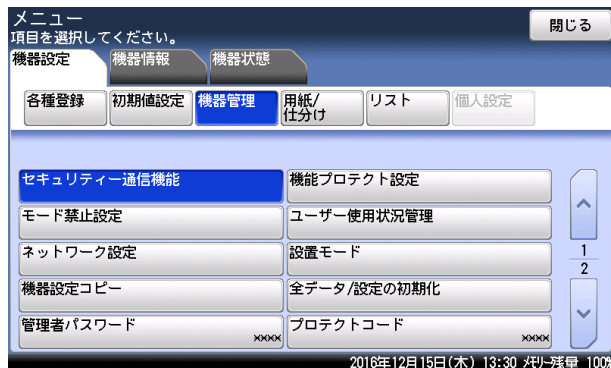 メニュー
項目を選択してください。
閉じる
機器設定 機器情報 機器状態
各種登録 初期値設定 機器管理 用紙/
仕分け リスト 個人設定
セキュリティー通信機能 機能プロテクト設定
モード禁止設定 ユーザー使用状況管理
ネットワーク設定 設置モード
1
2
機器設定コピー 全データ/設定の初期化
管理者パスワード ×××× プロテクトコード ××××
2016年12月15日(木) 13:30 メモリー残量 100%